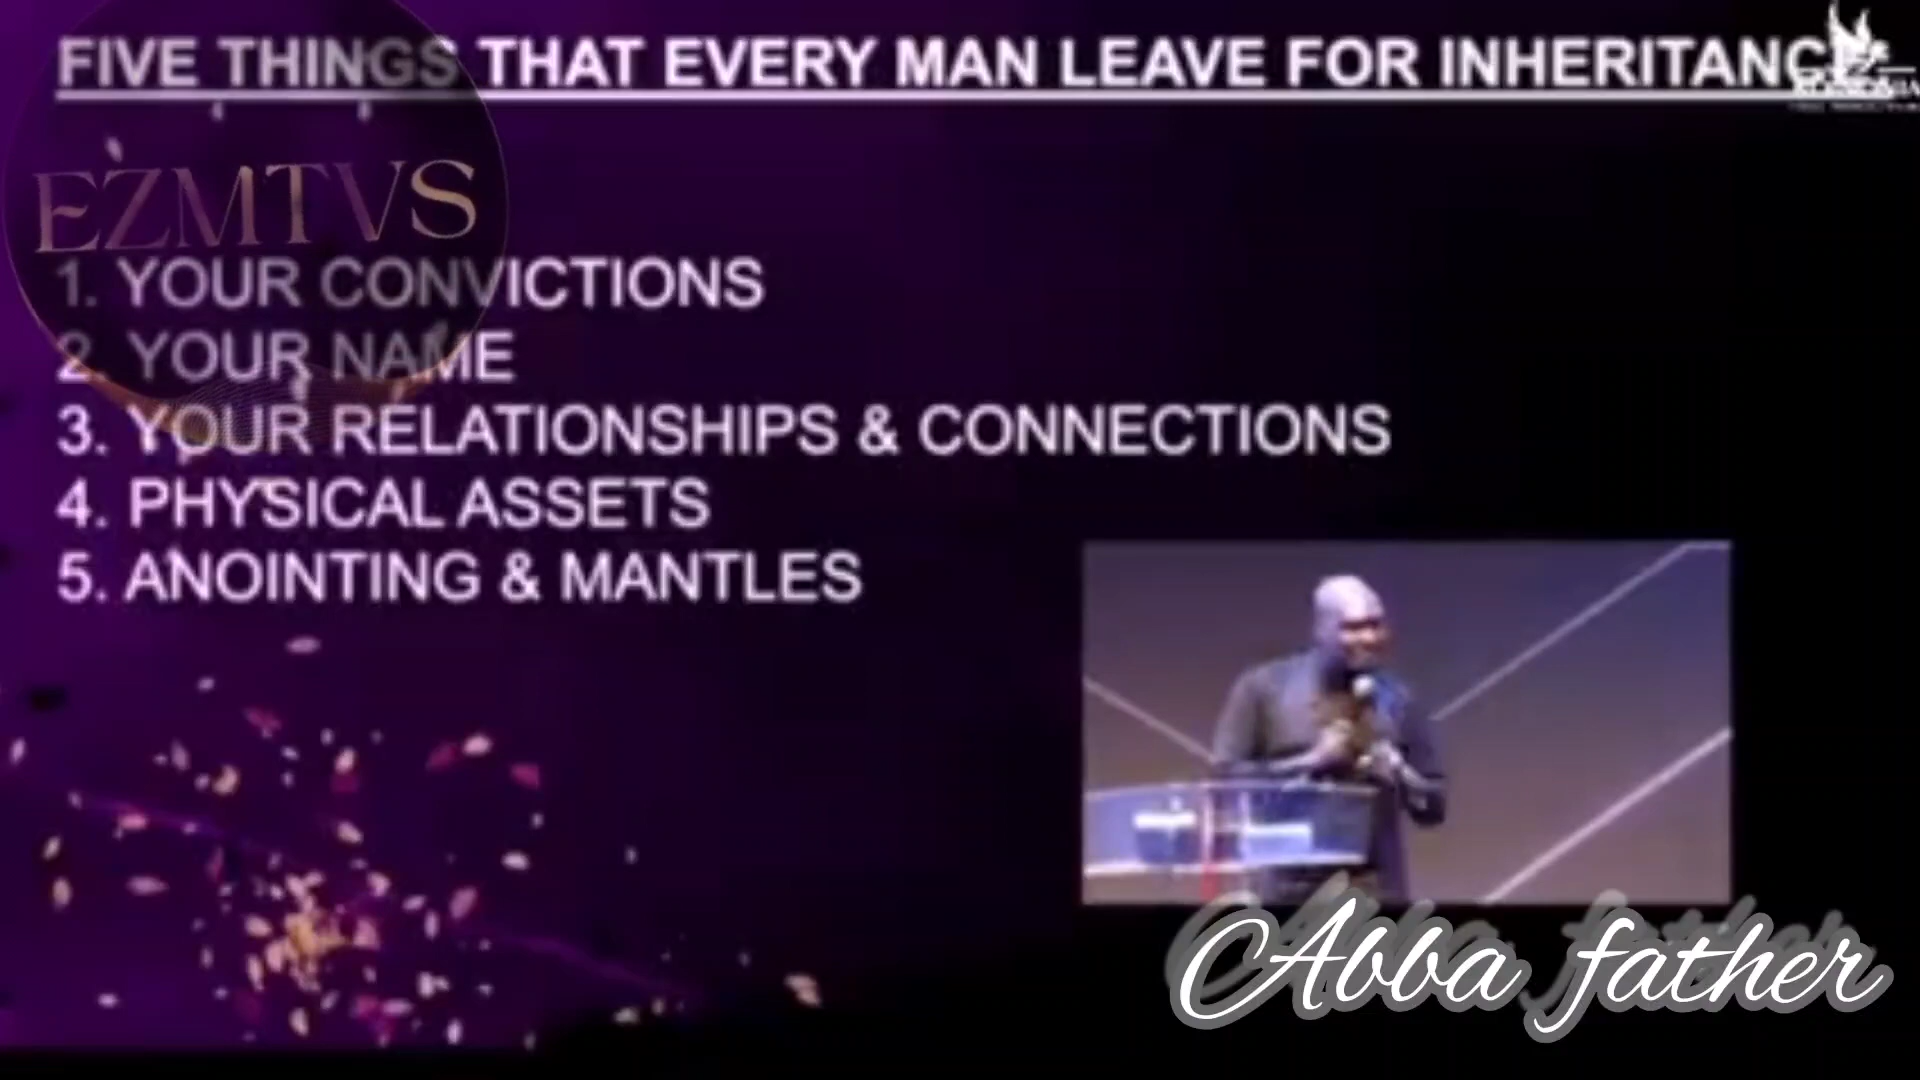 FIVE THINGS THAT EVERY MAN LEAVE FOR INHERITANCE
EZMTVS
1. YOUR CONVICTIONS
2. YOUR NAME
3. YOUR RELATIONSHIPS & CONNECTIONS
4. PHYSICAL ASSETS
5. ANOINTING & MANTLES
Abba father